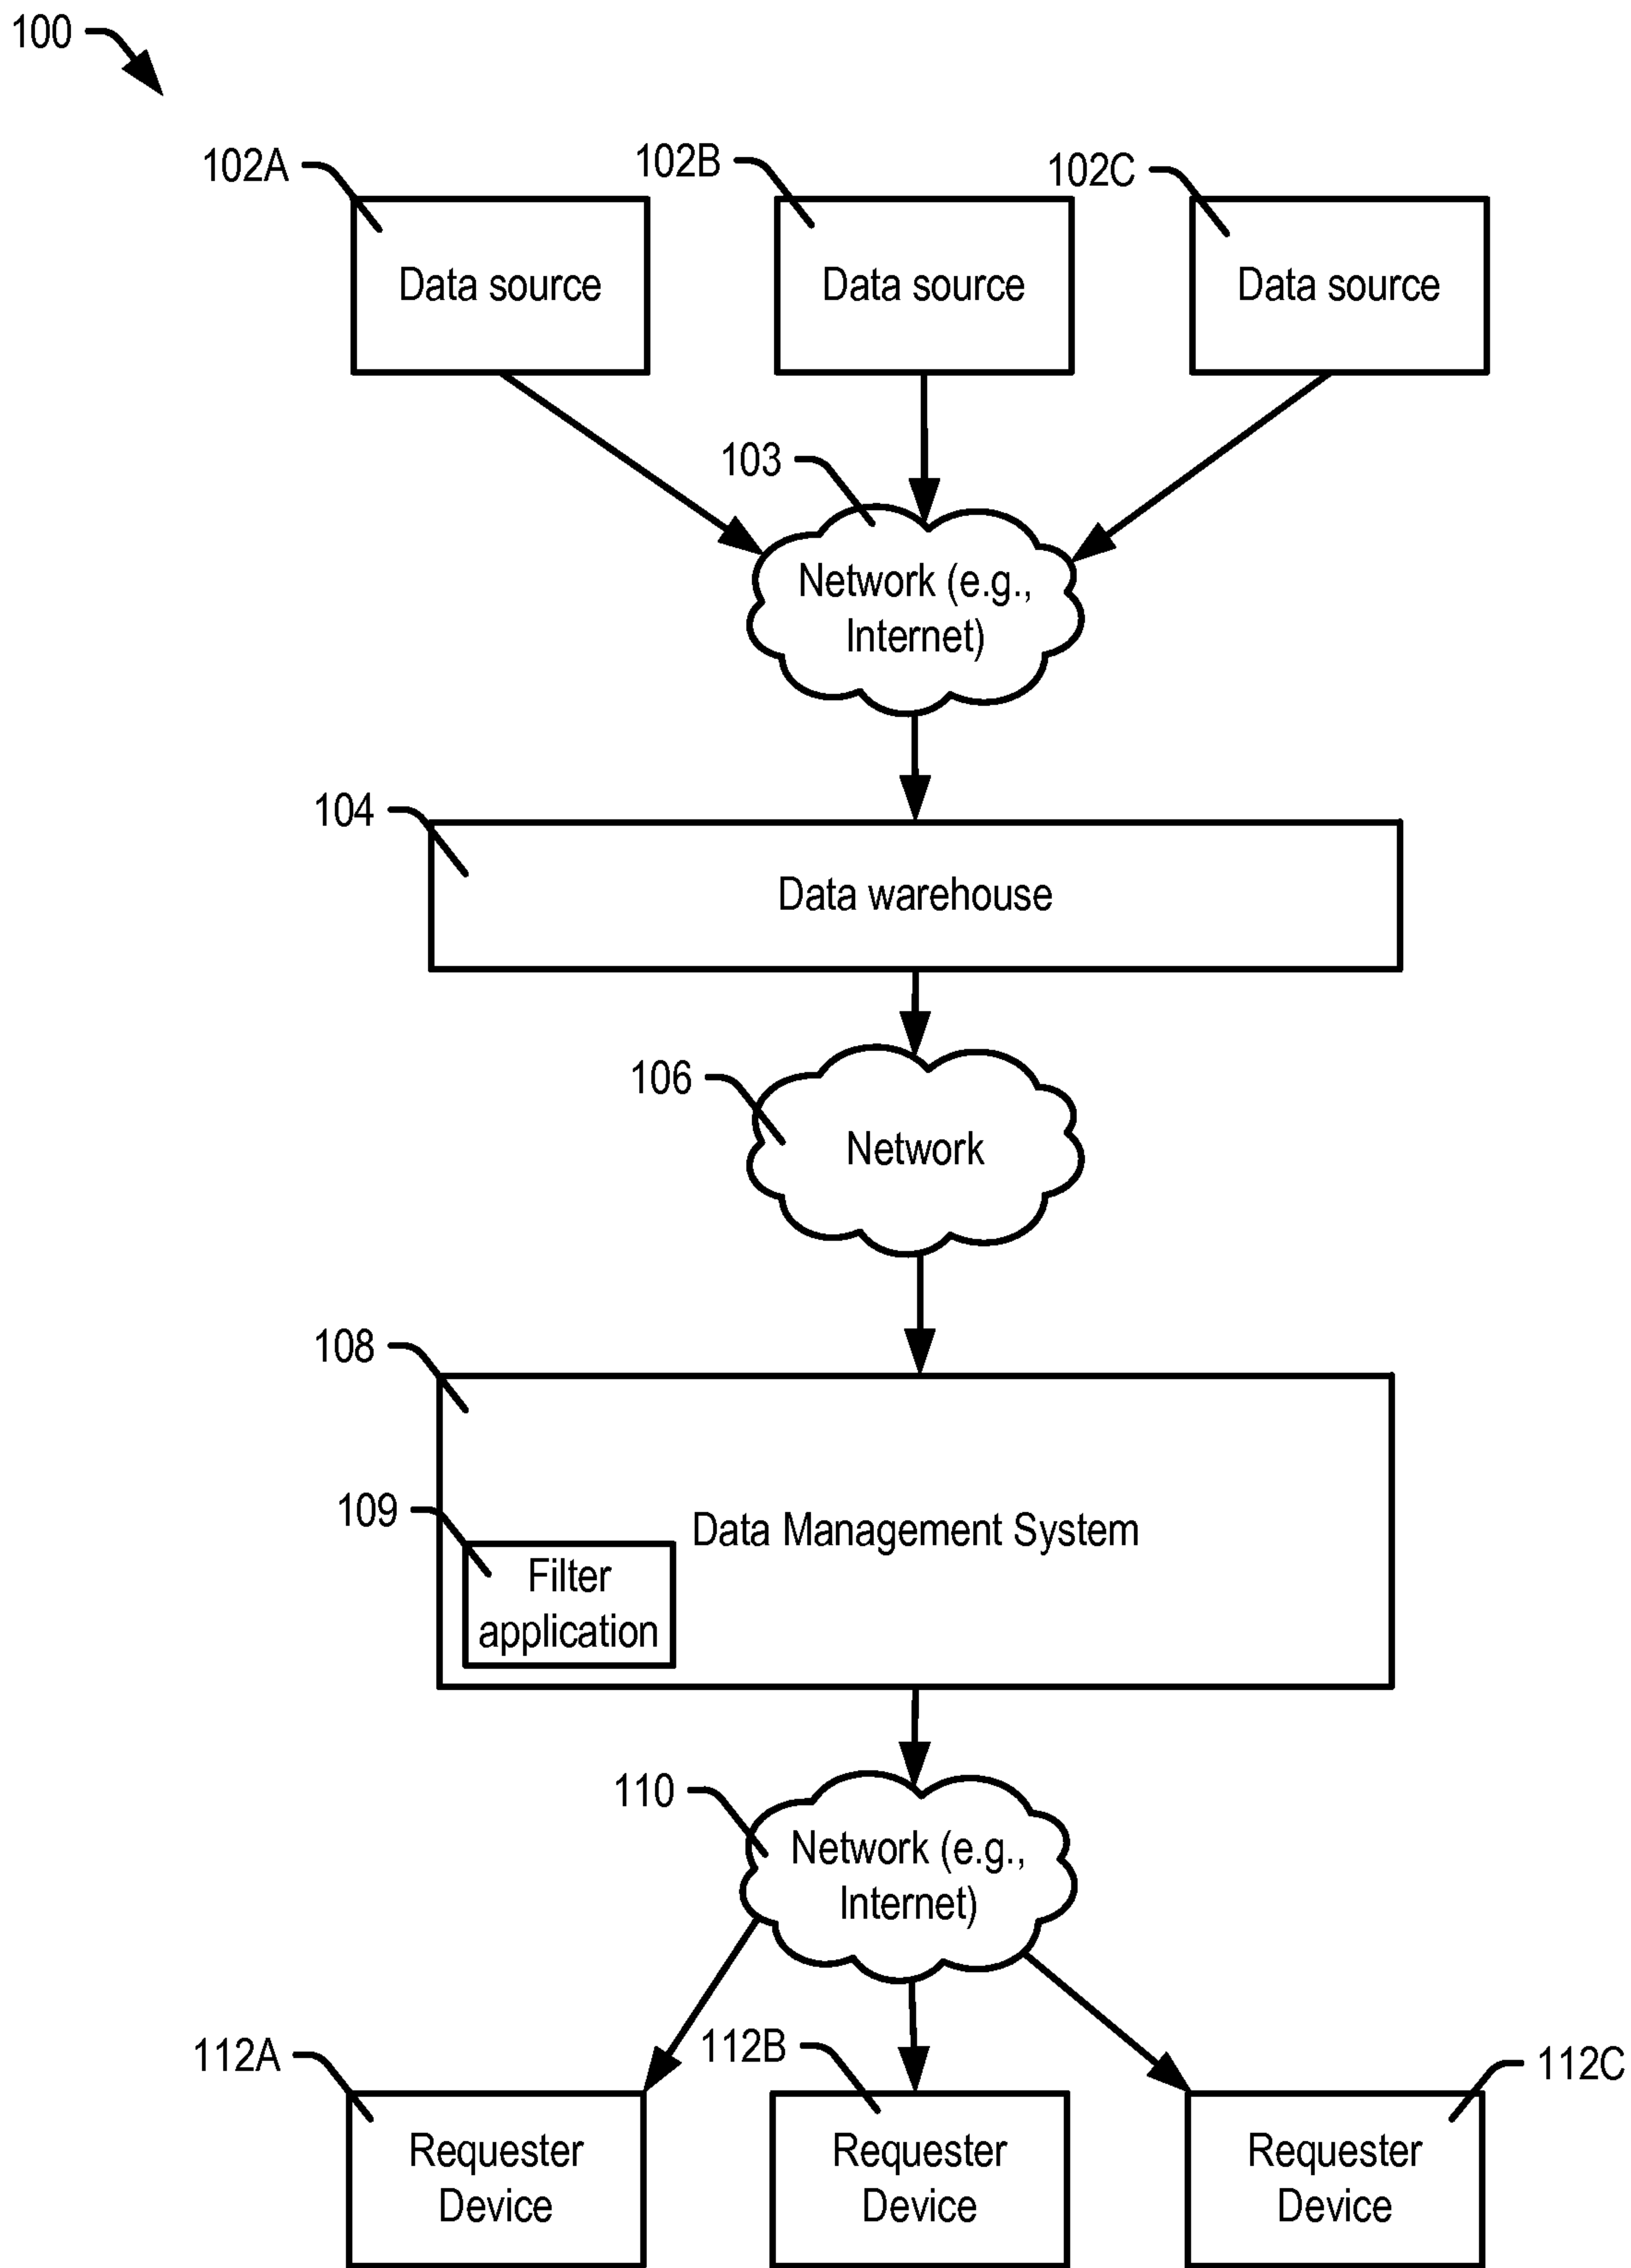 100
102A
102B
102C
Data source
Data source
Data source
103
Network (e.g.,
Internet)
104
Data warehouse
106
Network
108
109
Data Management System
Filter
application
110
Network (e.g.,
Internet)
112A
112B
112C
Requester
Device
Requester
Device
Requester
Device